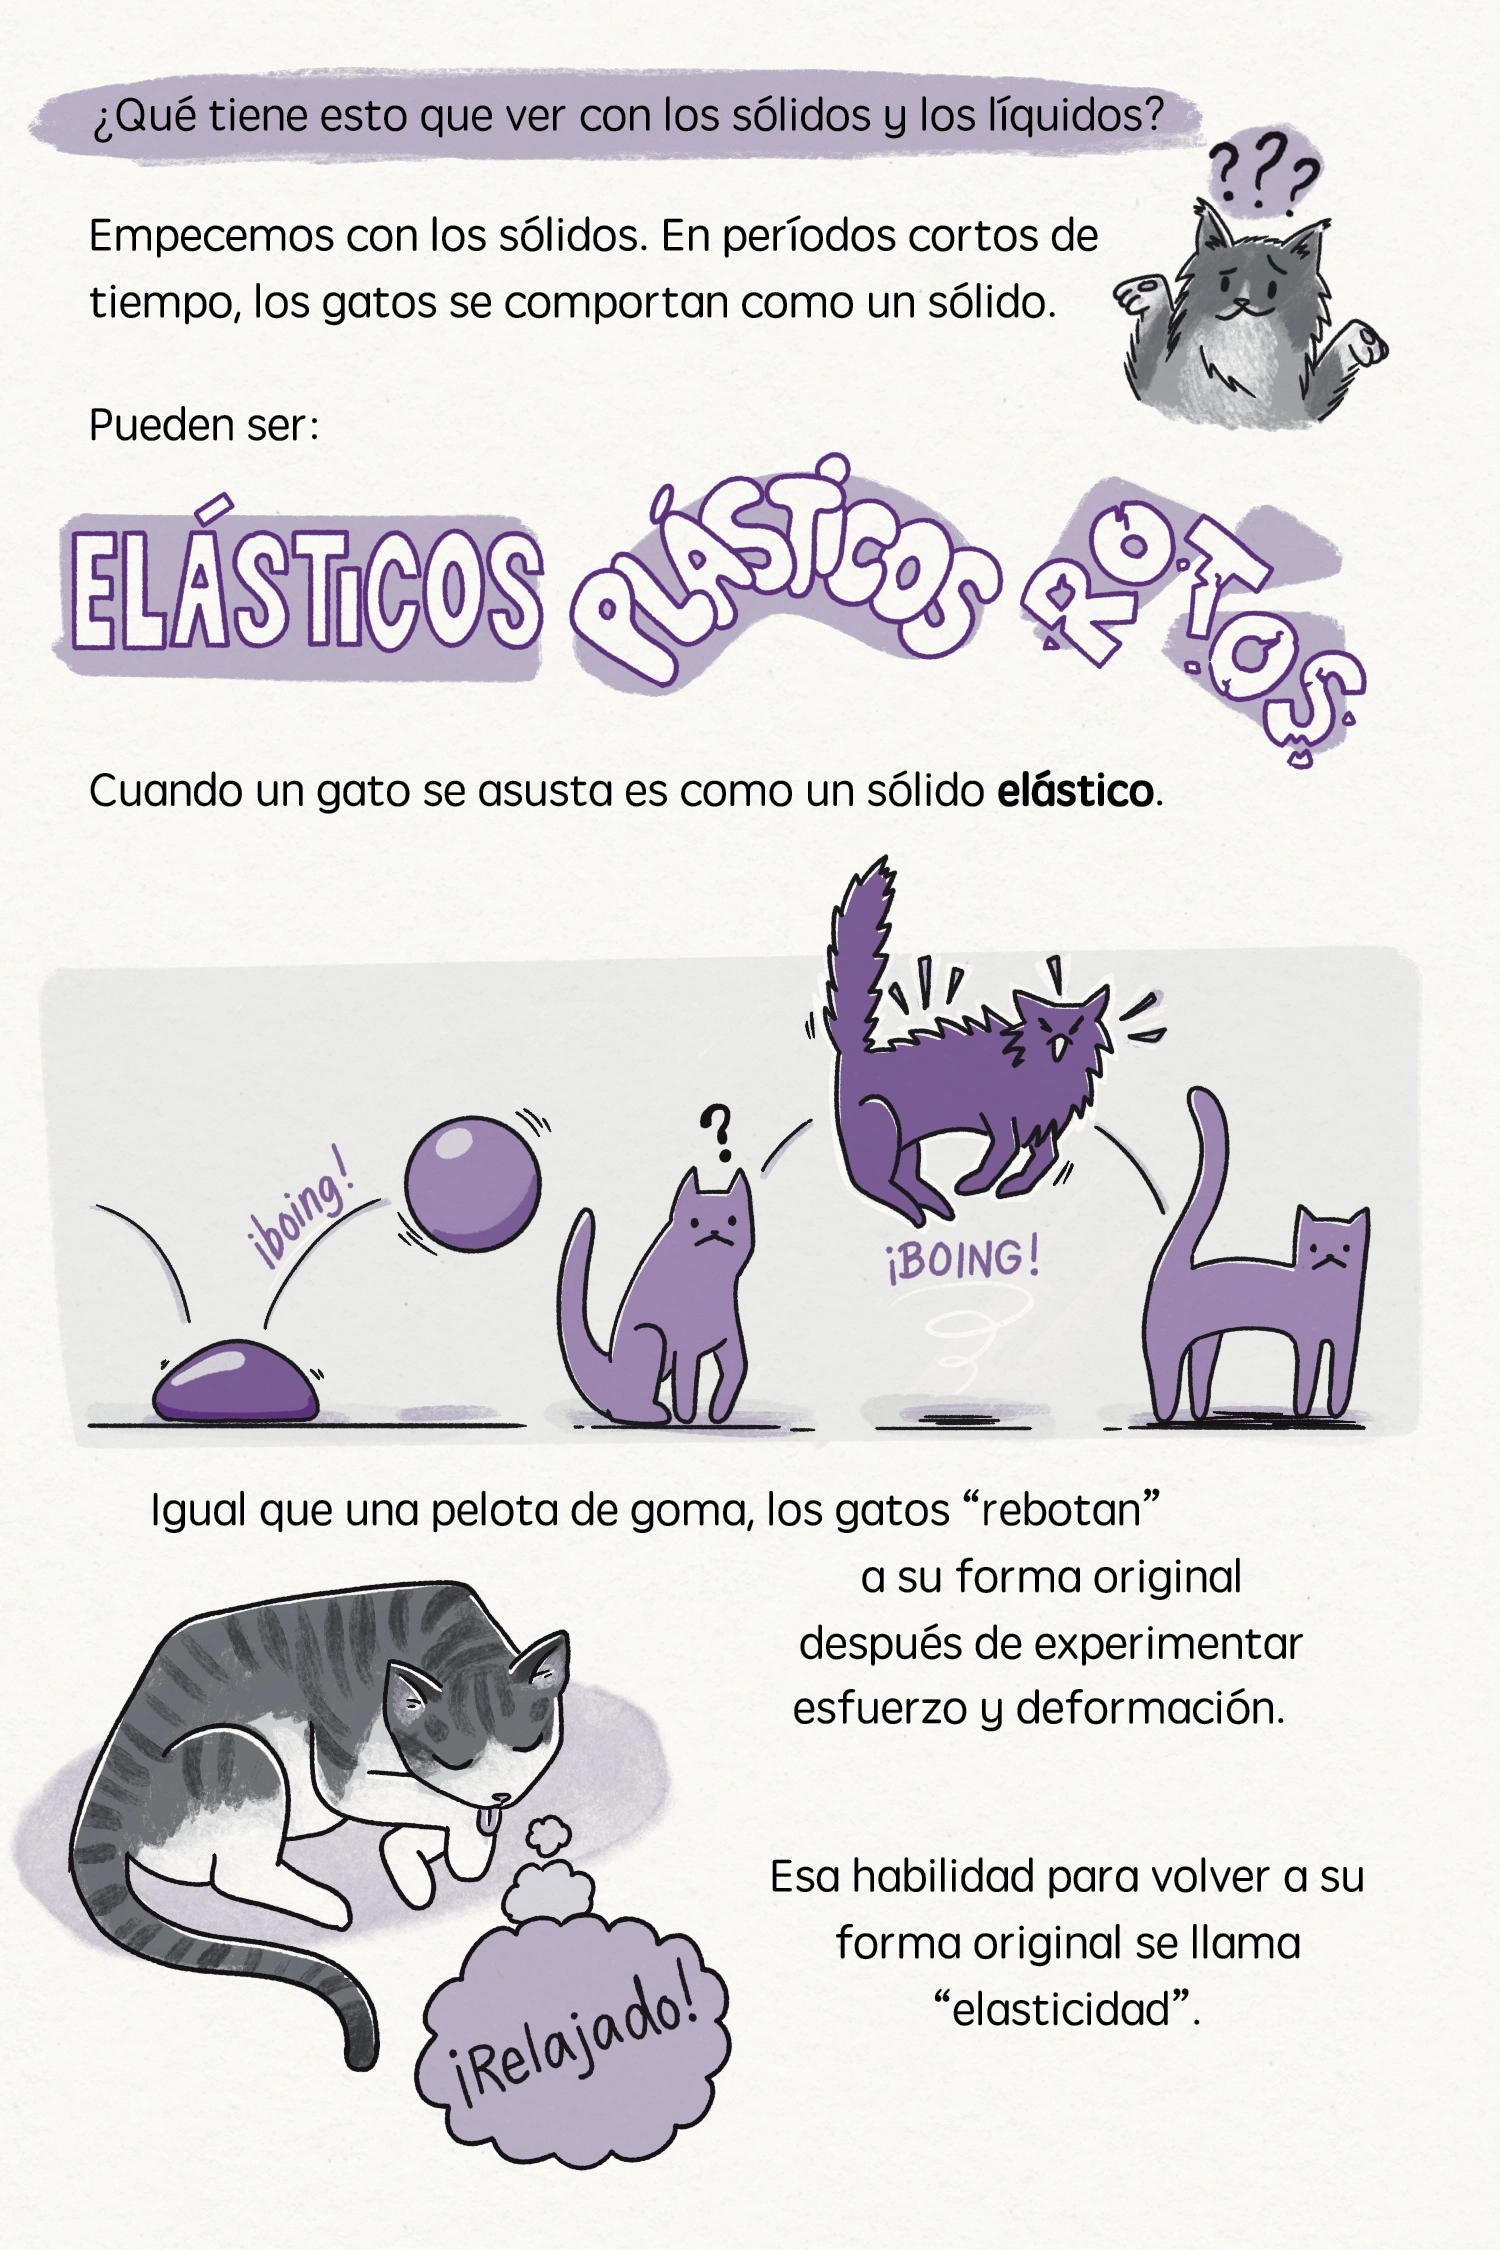 ¿Qué tiene esto que ver con los sólidos y los líquidos?
???
Empecemos con los sólidos. En períodos cortos de
tiempo, los gatos se comportan como un sólido.
Pueden ser:
ELÁSTICOS PLÁSTICOS ROTOS
Cuando un gato se asusta es como un sólido elástico.
¡boing!
?
¡BOING!
Igual que una pelota de goma, los gatos “rebotan”
a su forma original
después de experimentar
esfuerzo y deformación.
Esa habilidad para volver a su
forma original se llama
“elasticidad”.
¡Relajado!